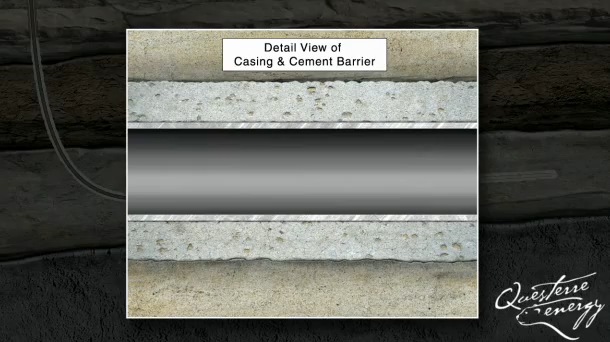 Detail View of
Casing & Cement Barrier
Questerre
energy